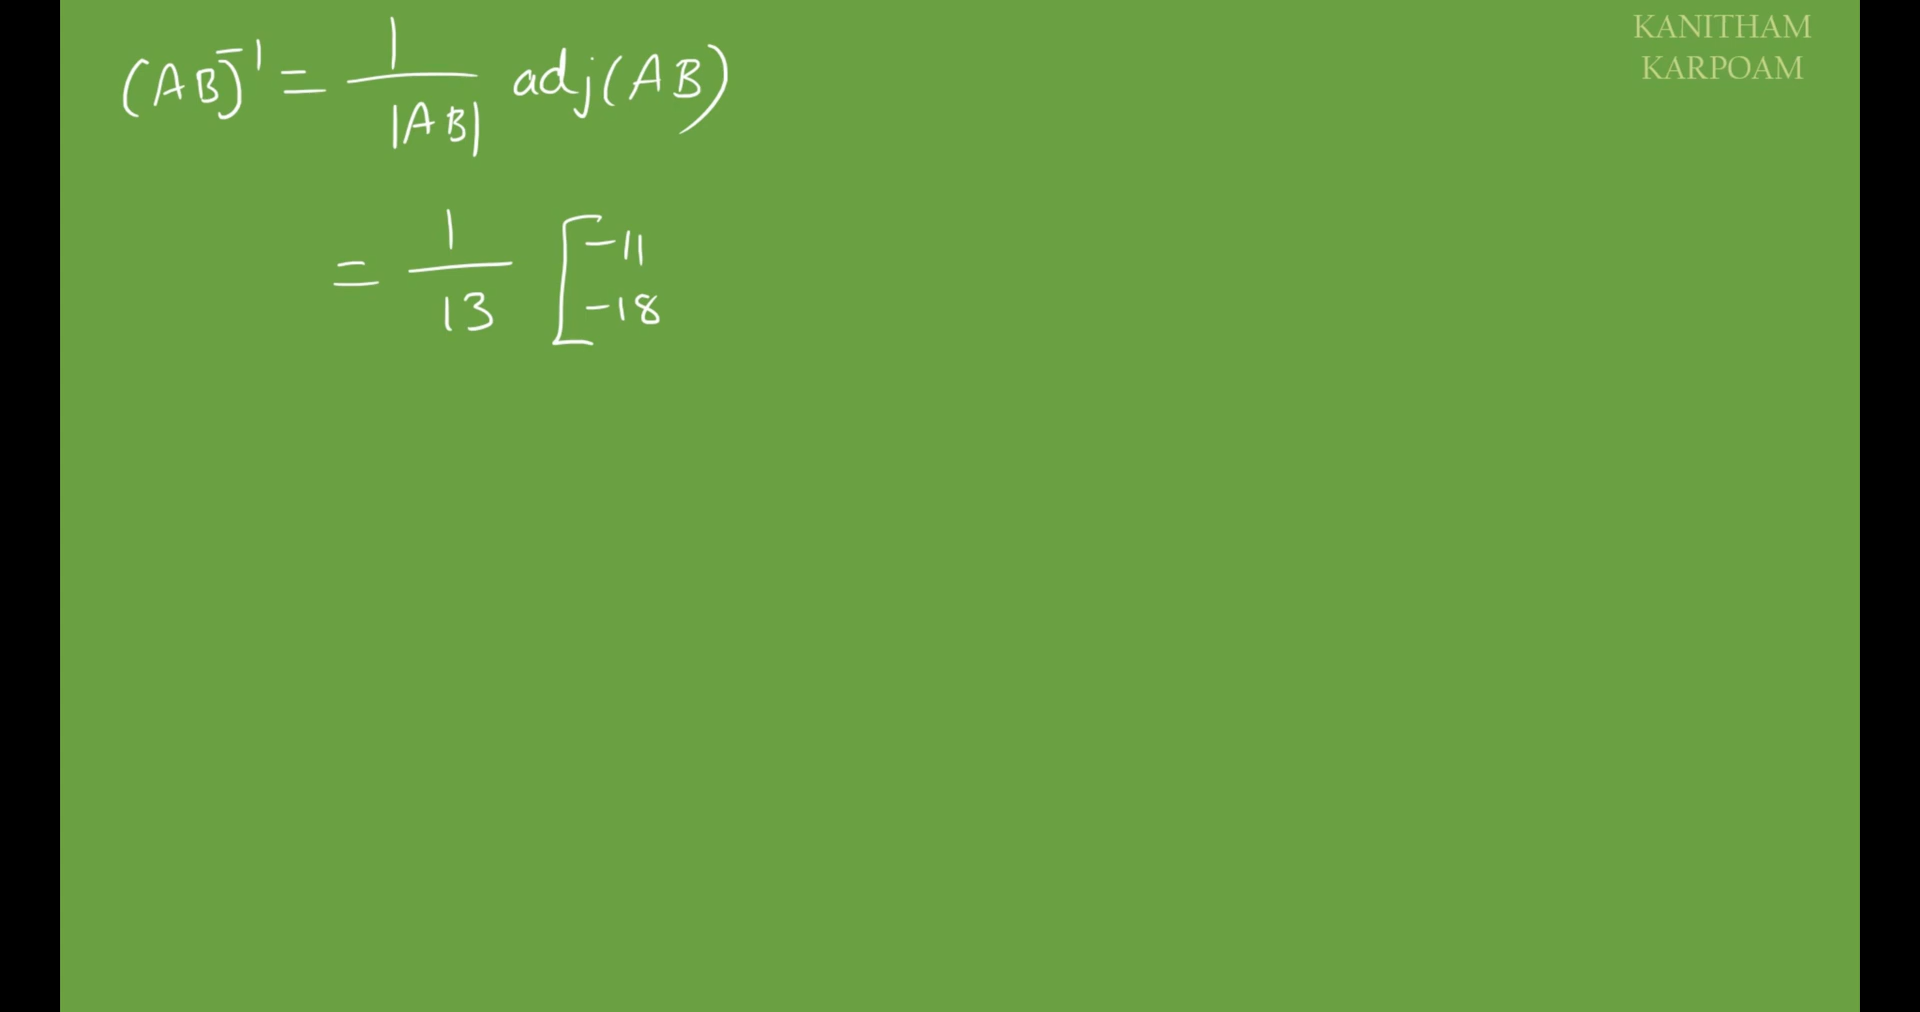 KANITHAM
KARPOAM
(AB)⁻¹ = 1/|AB| adj(AB)
= 1/13 [-11
-18